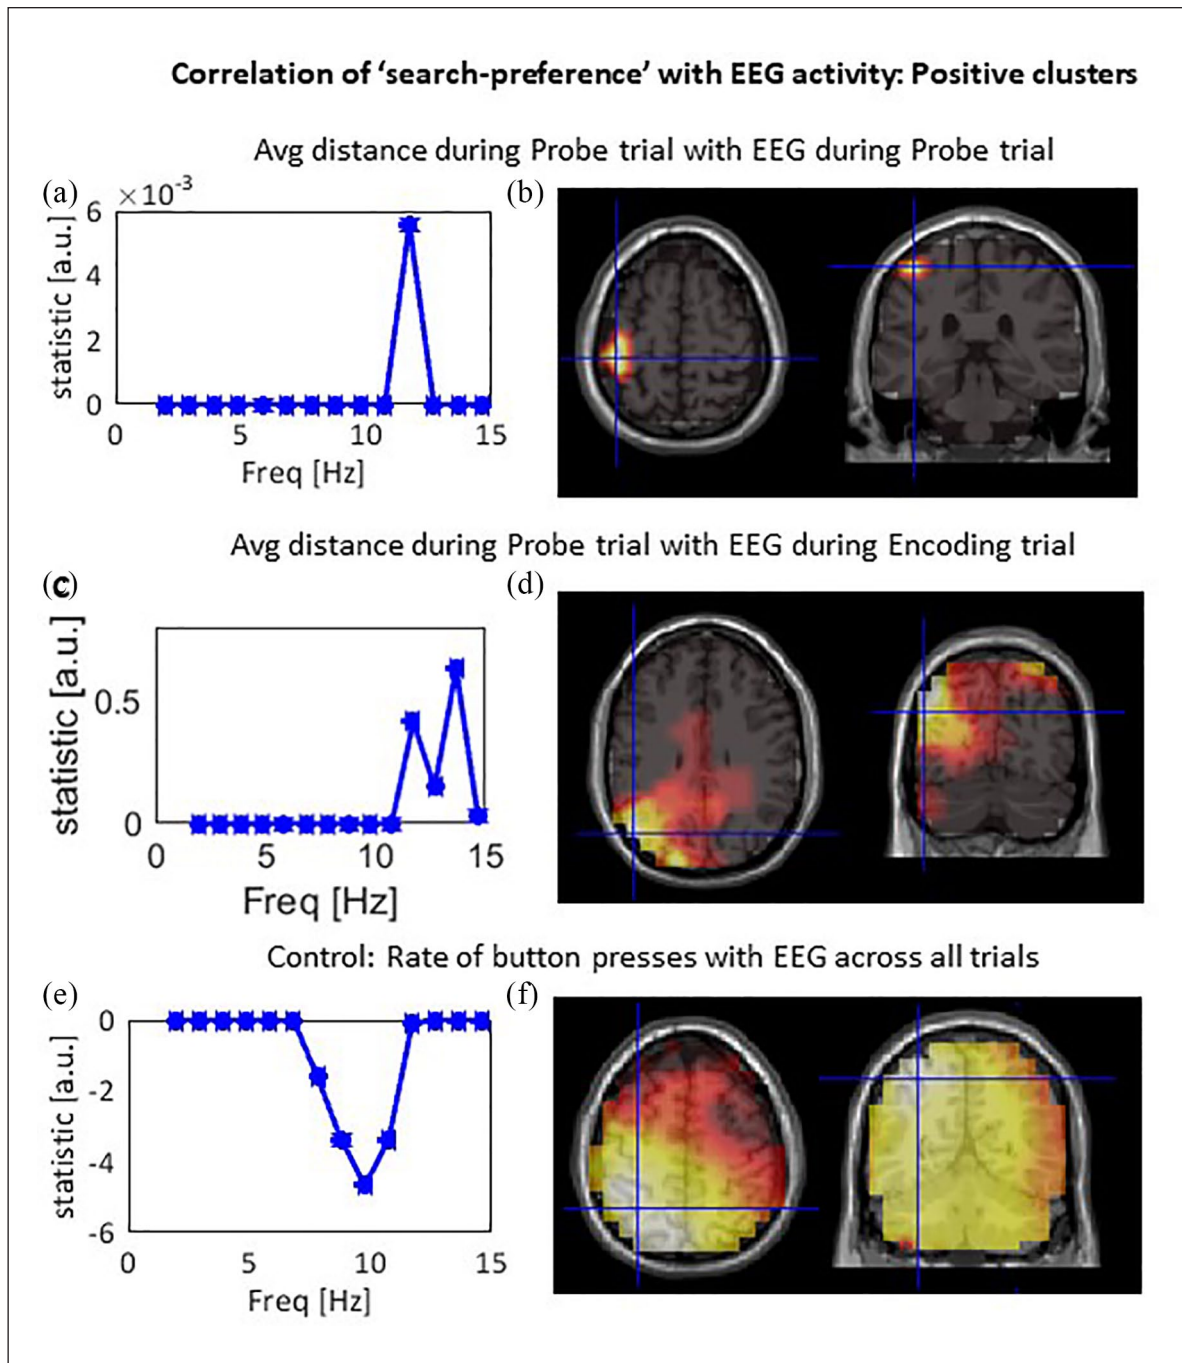 Correlation of ‘search-preference’ with EEG activity: Positive clusters
Avg distance during Probe trial with EEG during Probe trial
(a)
×10-3
(b)
statistic [a.u.]
6
4
2
0
0 5 10 15
Freq [Hz]
Avg distance during Probe trial with EEG during Encoding trial
(c)
(d)
statistic [a.u.]
0.5
0
0 5 10 15
Freq [Hz]
Control: Rate of button presses with EEG across all trials
(e)
(f)
statistic [a.u.]
0
-2
-4
-6
0 5 10 15
Freq [Hz]